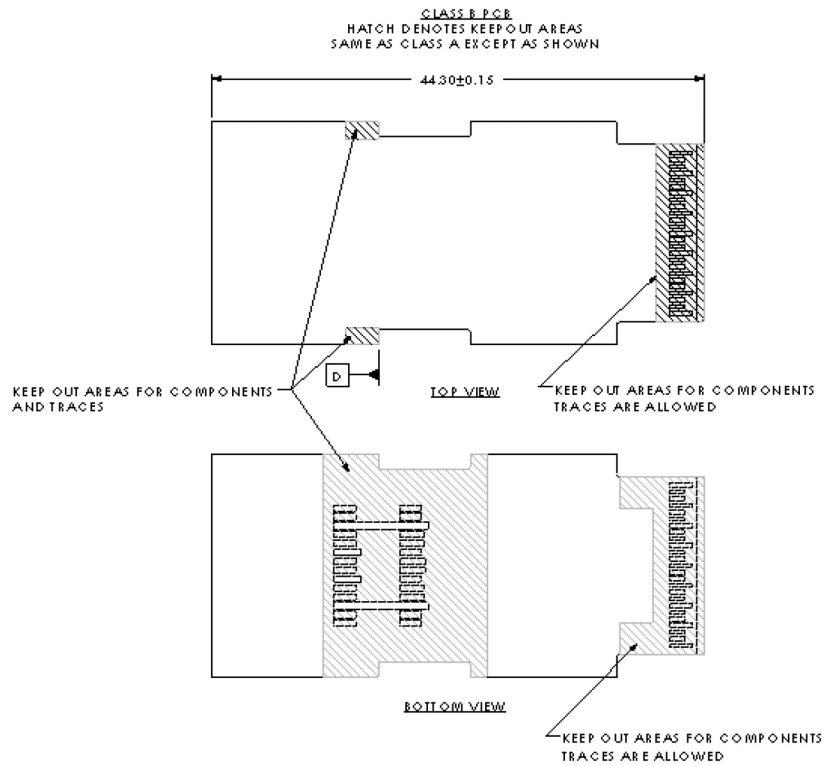 CLASS B PCB
HATCH DENOTES KEEPOUT AREAS
SAME AS CLASS A EXCEPT AS SHOWN
44.30±0.15
D
KEEP OUT AREAS FOR COMPONENTS
AND TRACES
TOP VIEW
KEEP OUT AREAS FOR COMPONENTS
TRACES ARE ALLOWED
BOTTOM VIEW
KEEP OUT AREAS FOR COMPONENTS
TRACES ARE ALLOWED